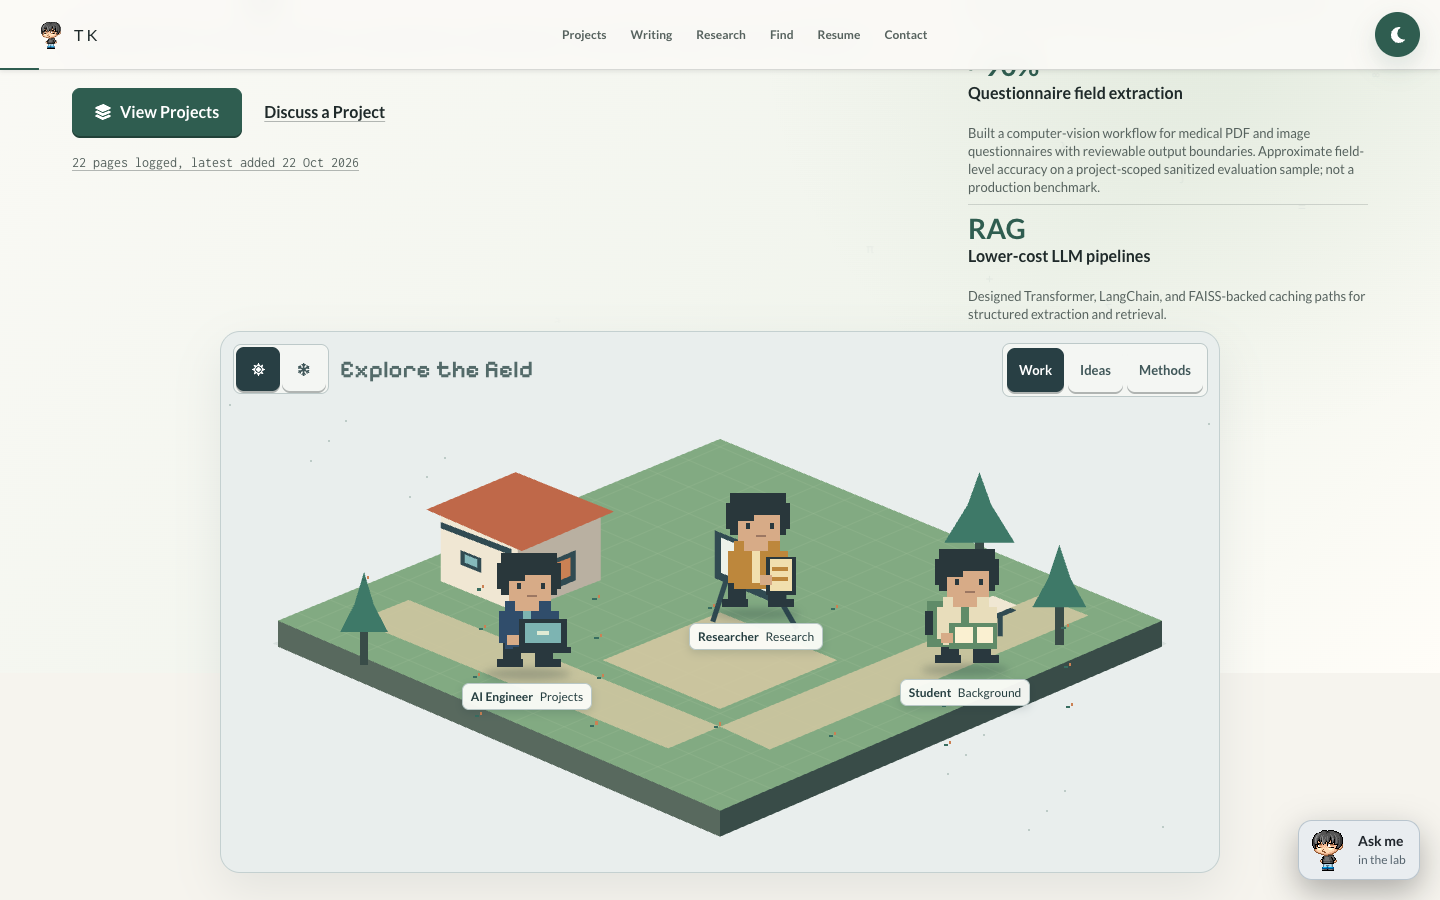 TK
Projects Writing Research Find Resume Contact
View Projects
Discuss a Project
22 pages logged, latest added 22 Oct 2026
Questionnaire field extraction
Built a computer-vision workflow for medical PDF and image
questionnaires with reviewable output boundaries. Approximate field-
level accuracy on a project-scoped sanitized evaluation sample; not a
production benchmark.
RAG
Lower-cost LLM pipelines
Designed Transformer, LangChain, and FAISS-backed caching paths for
structured extraction and retrieval.
Explore the field
Work Ideas Methods
Researcher Research
AI Engineer Projects
Student Background
Ask me
in the lab